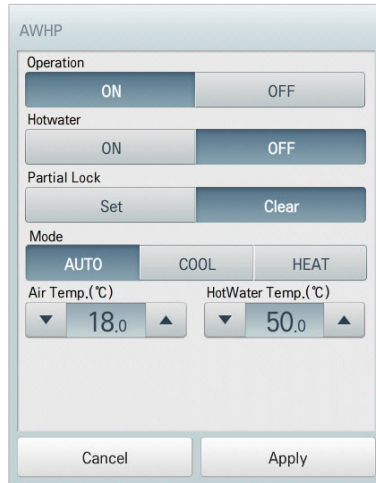 AWHP
Operation
ON OFF
Hotwater
ON OFF
Partial Lock
Set Clear
Mode
AUTO COOL HEAT
Air Temp.(℃) HotWater Temp.(℃)
▼ 18.0 ▲ ▼ 50.0 ▲
Cancel Apply